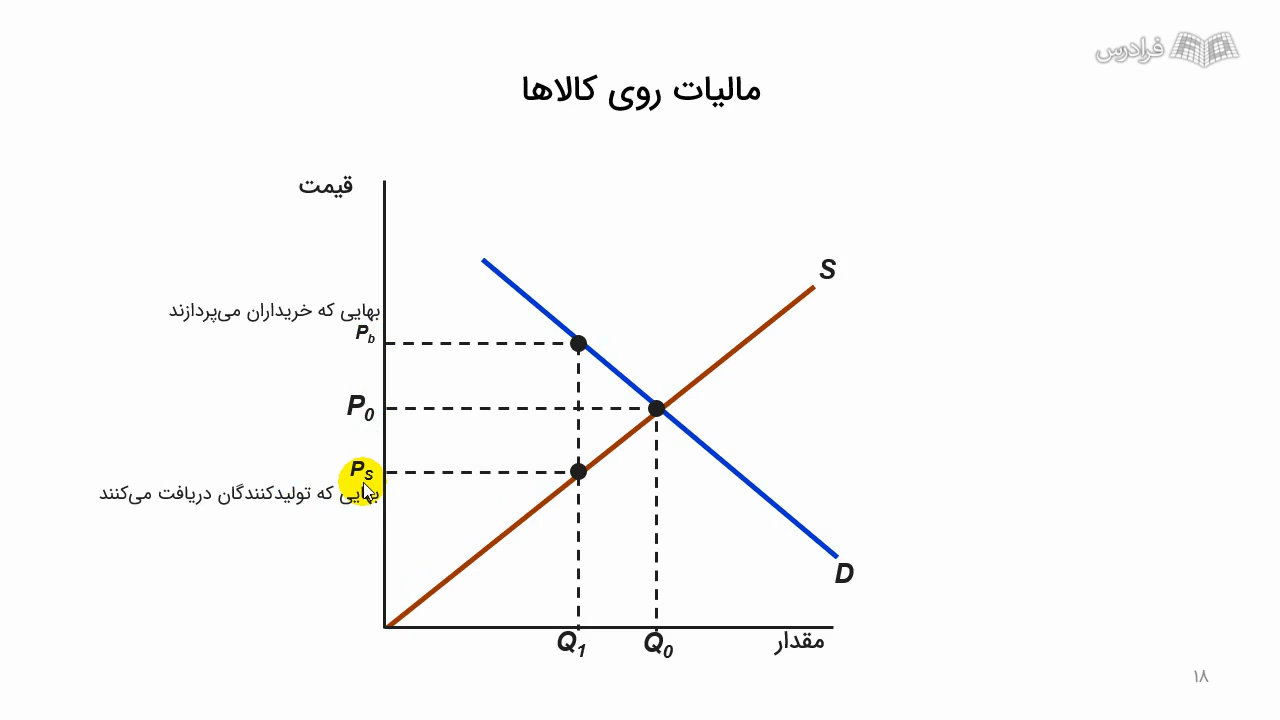 فرادرس
مالیات روی کالاها
قیمت
S
بهایی که خریداران می‌پردازند
Pb
P0
PS
بهایی که تولیدکنندگان دریافت می‌کنند
D
Q1
Q0
مقدار
۱۸